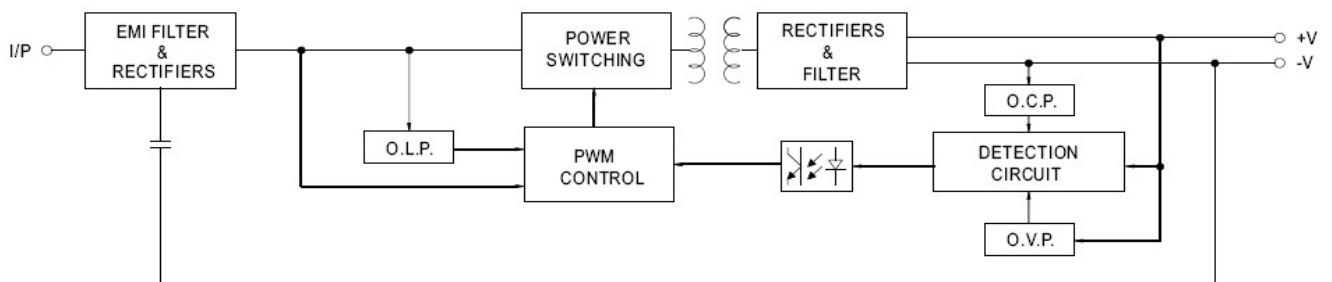 I/P
EMI FILTER
&
RECTIFIERS
POWER
SWITCHING
RECTIFIERS
&
FILTER
+V
-V
O.C.P.
O.L.P.
PWM
CONTROL
DETECTION
CIRCUIT
O.V.P.